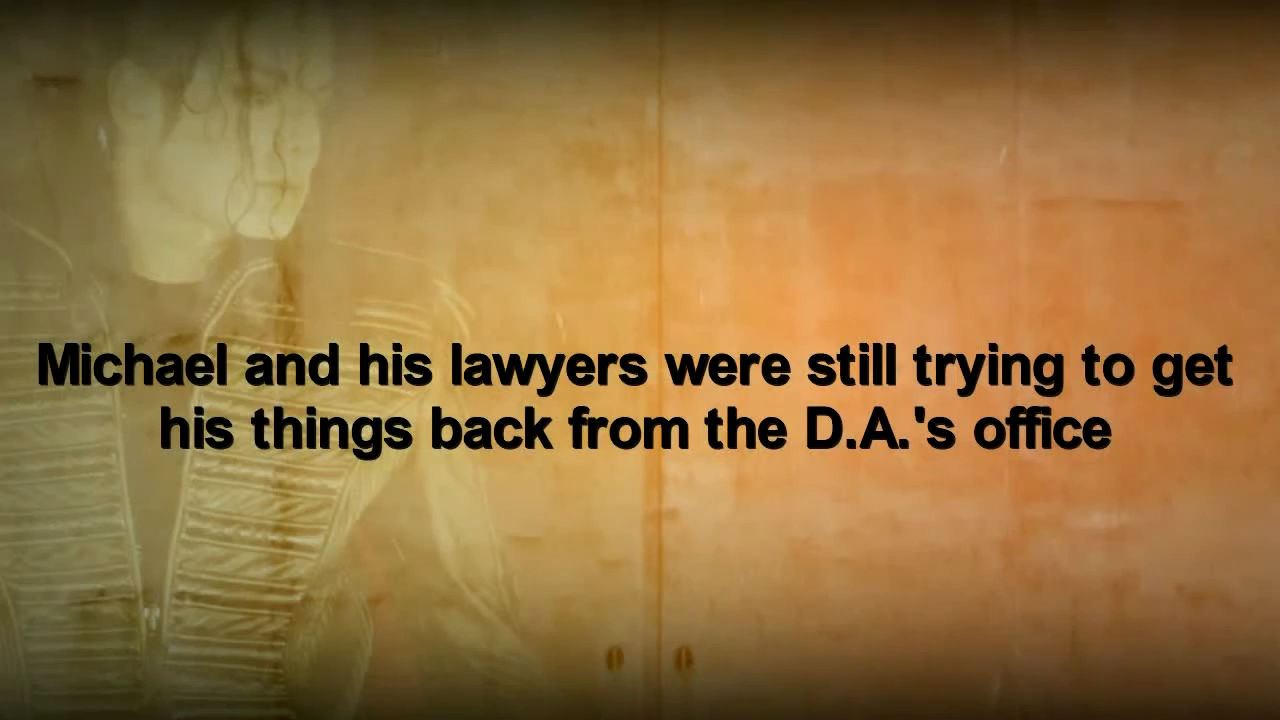 Michael and his lawyers were still trying to get
his things back from the D.A.'s office